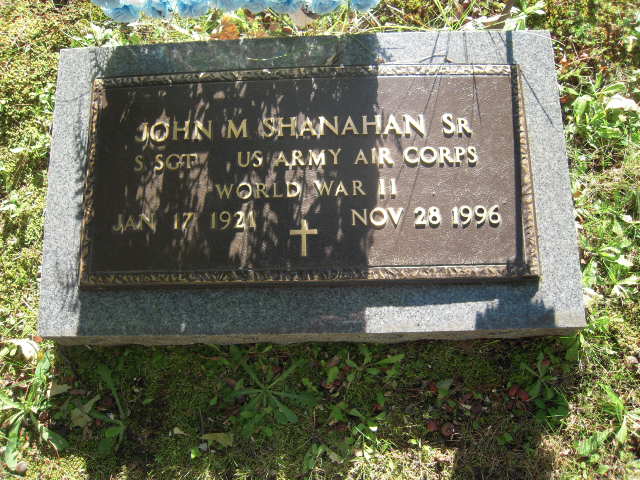 JOHN M SHANAHAN SR
S SGT US ARMY AIR CORPS
WORLD WAR II
JAN 17 1921 NOV 28 1996